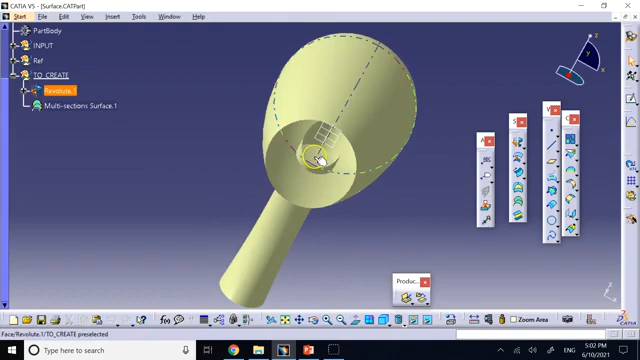 CATIA V5 - [Surface.CATPart]
Start File Edit View Insert Tools Window Help
PartBody
INPUT
Ref
TO_CREATE
Revolute.1
Multi-sections Surface.1
z
y
x
A
S
W
C
Produc...
f(x)
Zoom Area
Face/Revolute.1/TO_CREATE preselected
Type here to search
ENG
5:02 PM
6/10/2021